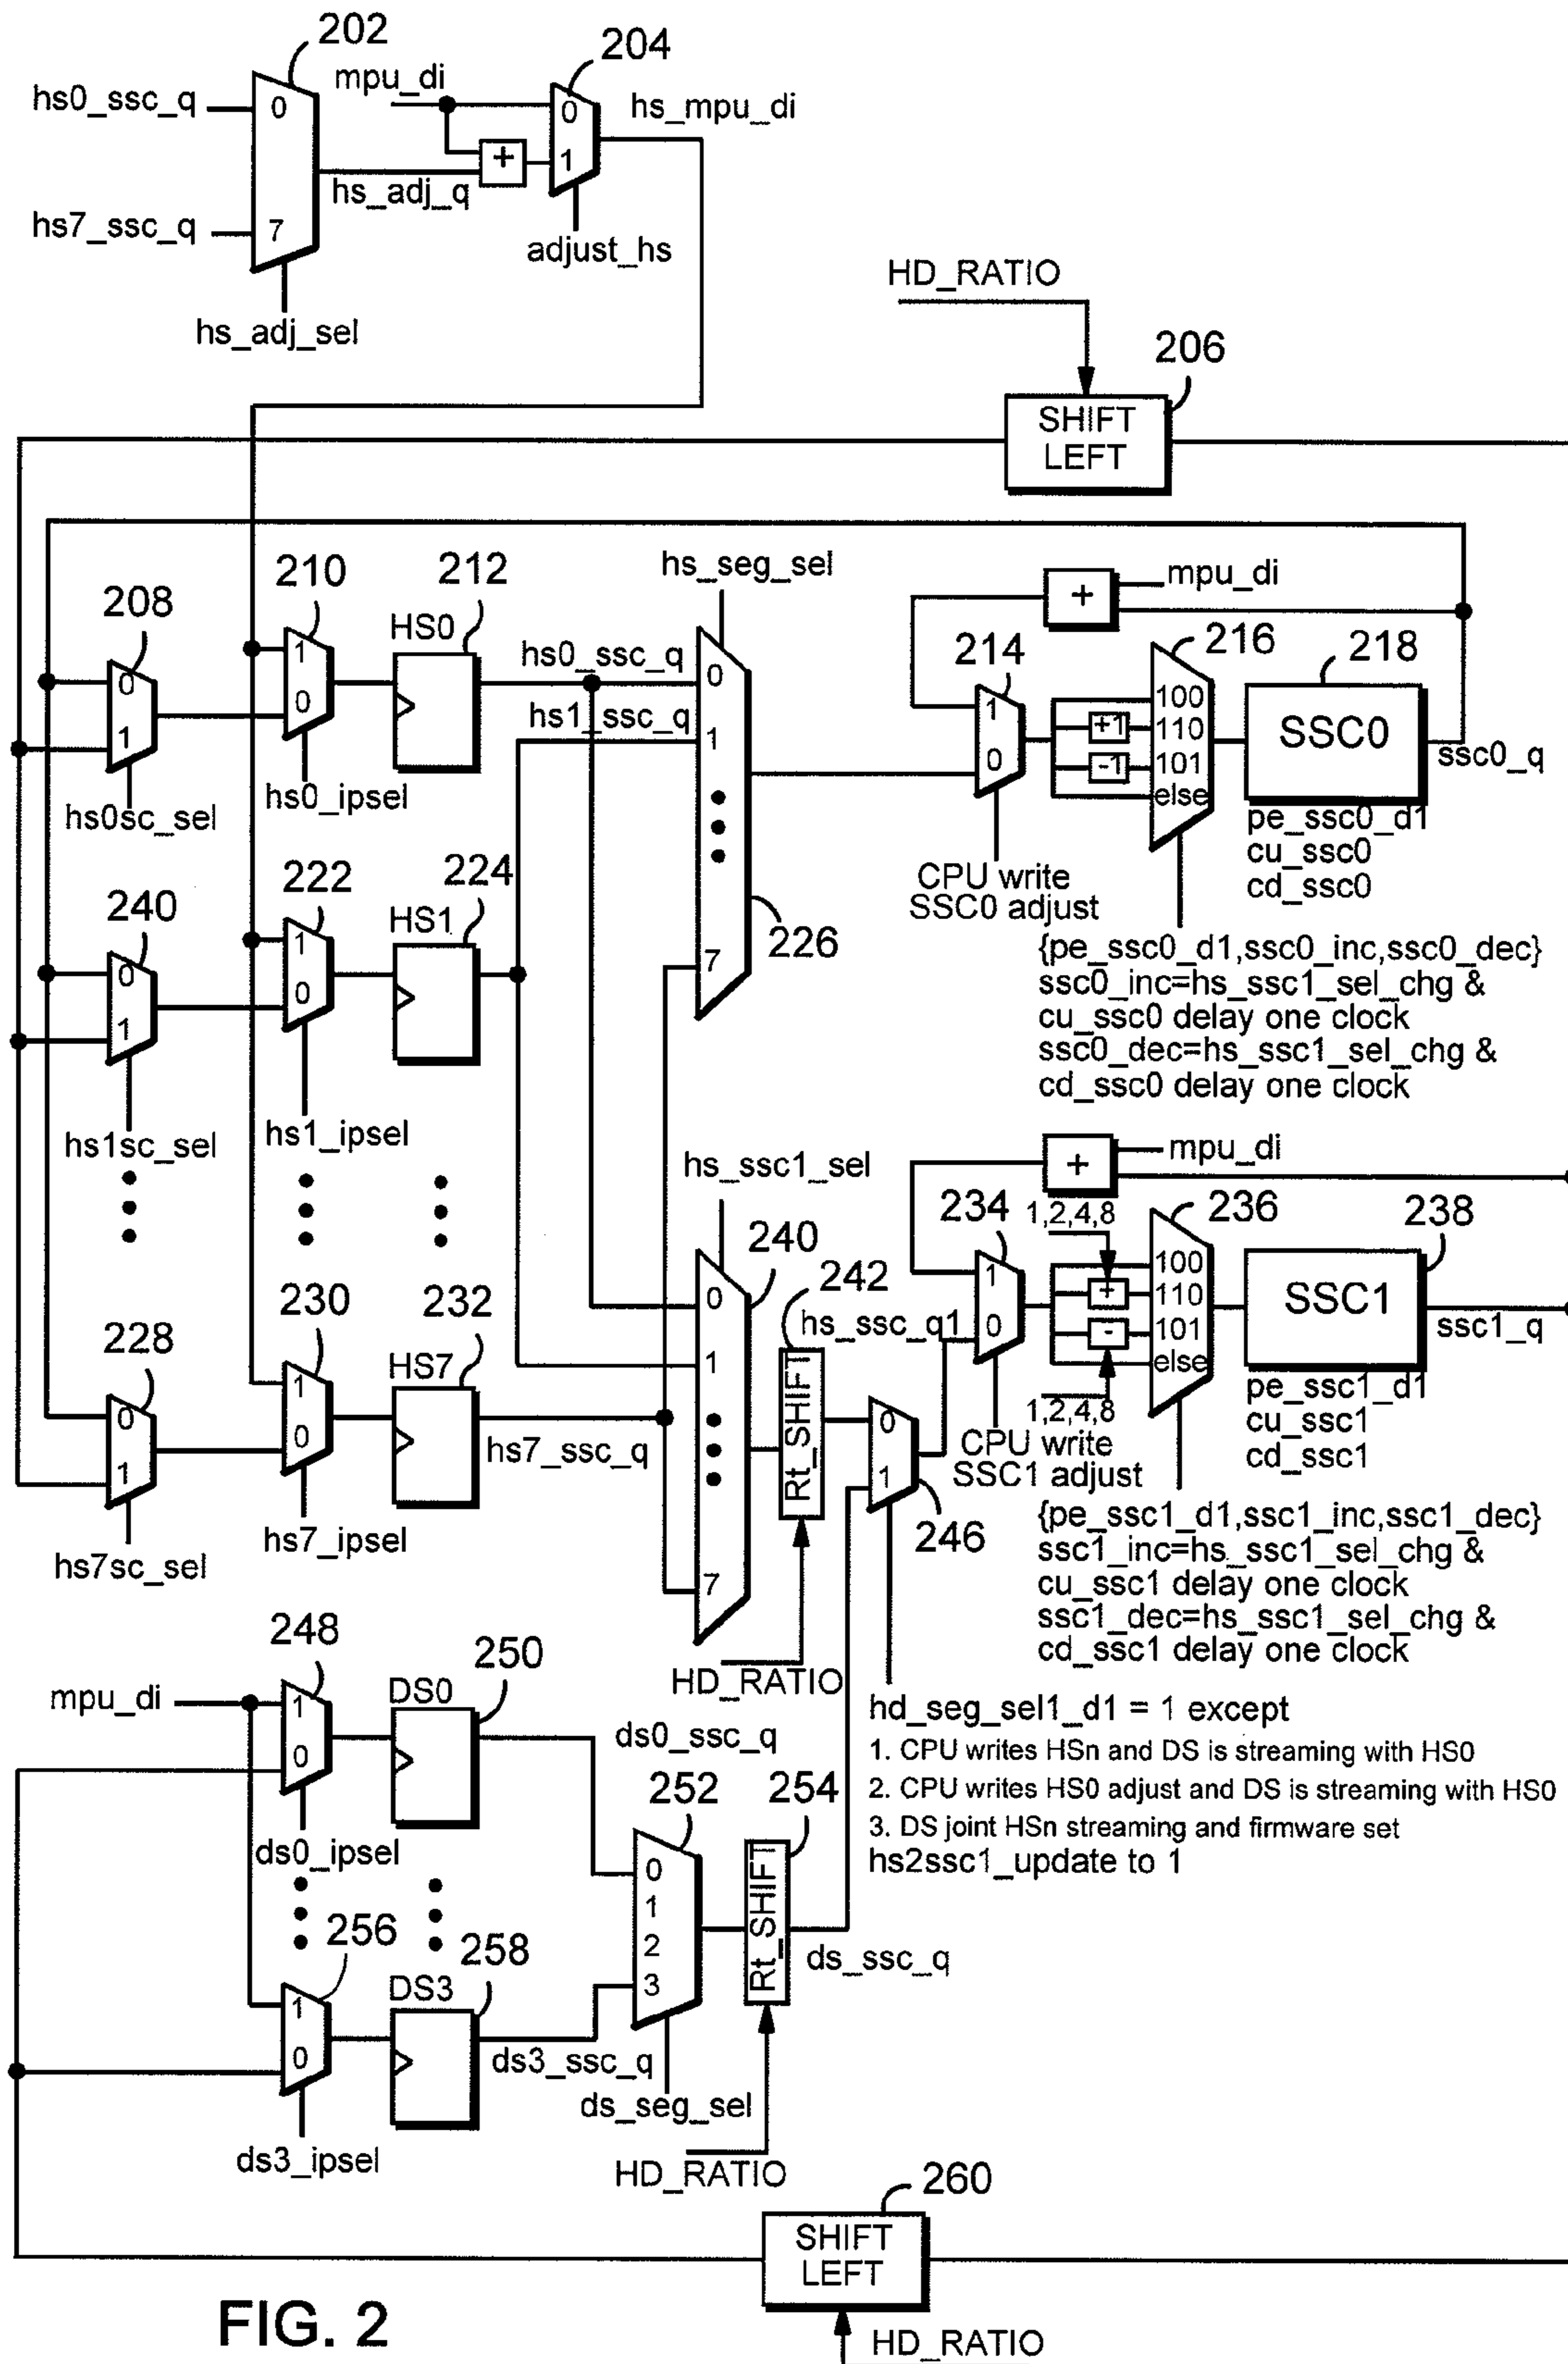 202
204
mpu_di
hs0_ssc_q
0
0
hs_mpu_di
+
1
hs_adj_q
hs7_ssc_q
7
adjust_hs
HD_RATIO
hs_adj_sel
206
SHIFT
LEFT
hs_seg_sel
mpu_di
+
210
212
208
HS0
214
216
218
1
hs0_ssc_q
0
0
0
hs1_ssc_q
1
1
1
100
+1
110
SSC0
0
-1
101
ssc0_q
else
hs0sc_sel
hs0_ipsel
pe_ssc0_d1
cu_ssc0
cd_ssc0
CPU write
SSC0 adjust
222
224
240
HS1
226
1
0
0
7
1
{pe_ssc0_d1,ssc0_inc,ssc0_dec}
ssc0_inc=hs_ssc1_sel_chg &
cu_ssc0 delay one clock
ssc0_dec=hs_ssc1_sel_chg &
cd_ssc0 delay one clock
hs1sc_sel
hs1_ipsel
hs_ssc1_sel
mpu_di
+
234
1,2,4,8
236
238
240
242
230
232
0
1
100
+
110
SSC1
hs_ssc_q1
0
-
101
ssc1_q
else
228
HS7
1
Rt_SHIFT
1
0
0
1
0
1
hs7_ssc_q
1,2,4,8
pe_ssc1_d1
cu_ssc1
cd_ssc1
CPU write
SSC1 adjust
246
hs7sc_sel
hs7_ipsel
7
{pe_ssc1_d1,ssc1_inc,ssc1_dec}
ssc1_inc=hs_ssc1_sel_chg &
cu_ssc1 delay one clock
ssc1_dec=hs_ssc1_sel_chg &
cd_ssc1 delay one clock
248
250
HD_RATIO
mpu_di
1
DS0
hd_seg_sel1_d1 = 1 except
0
ds0_ssc_q
1. CPU writes HSn and DS is streaming with HS0
252
254
2. CPU writes HS0 adjust and DS is streaming with HS0
3. DS joint HSn streaming and firmware set
hs2ssc1_update to 1
ds0_ipsel
0
1
2
3
Rt_SHIFT
256
258
DS3
ds_ssc_q
1
0
ds3_ssc_q
ds_seg_sel
ds3_ipsel
HD_RATIO
260
SHIFT
LEFT
FIG. 2
HD_RATIO